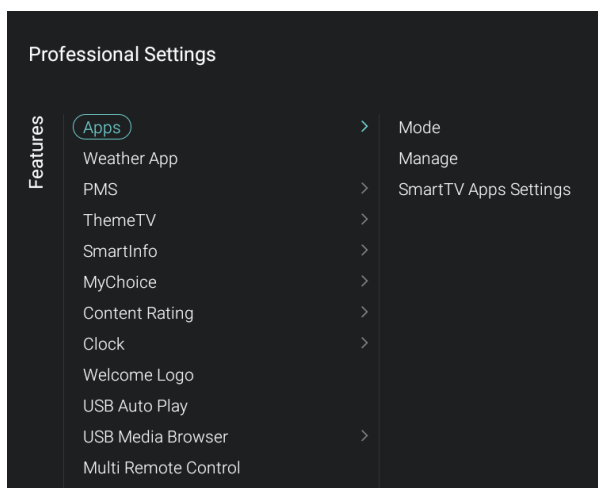 Professional Settings
Features
Apps
Weather App
PMS
ThemeTV
SmartInfo
MyChoice
Content Rating
Clock
Welcome Logo
USB Auto Play
USB Media Browser
Multi Remote Control
Mode
Manage
SmartTV Apps Settings